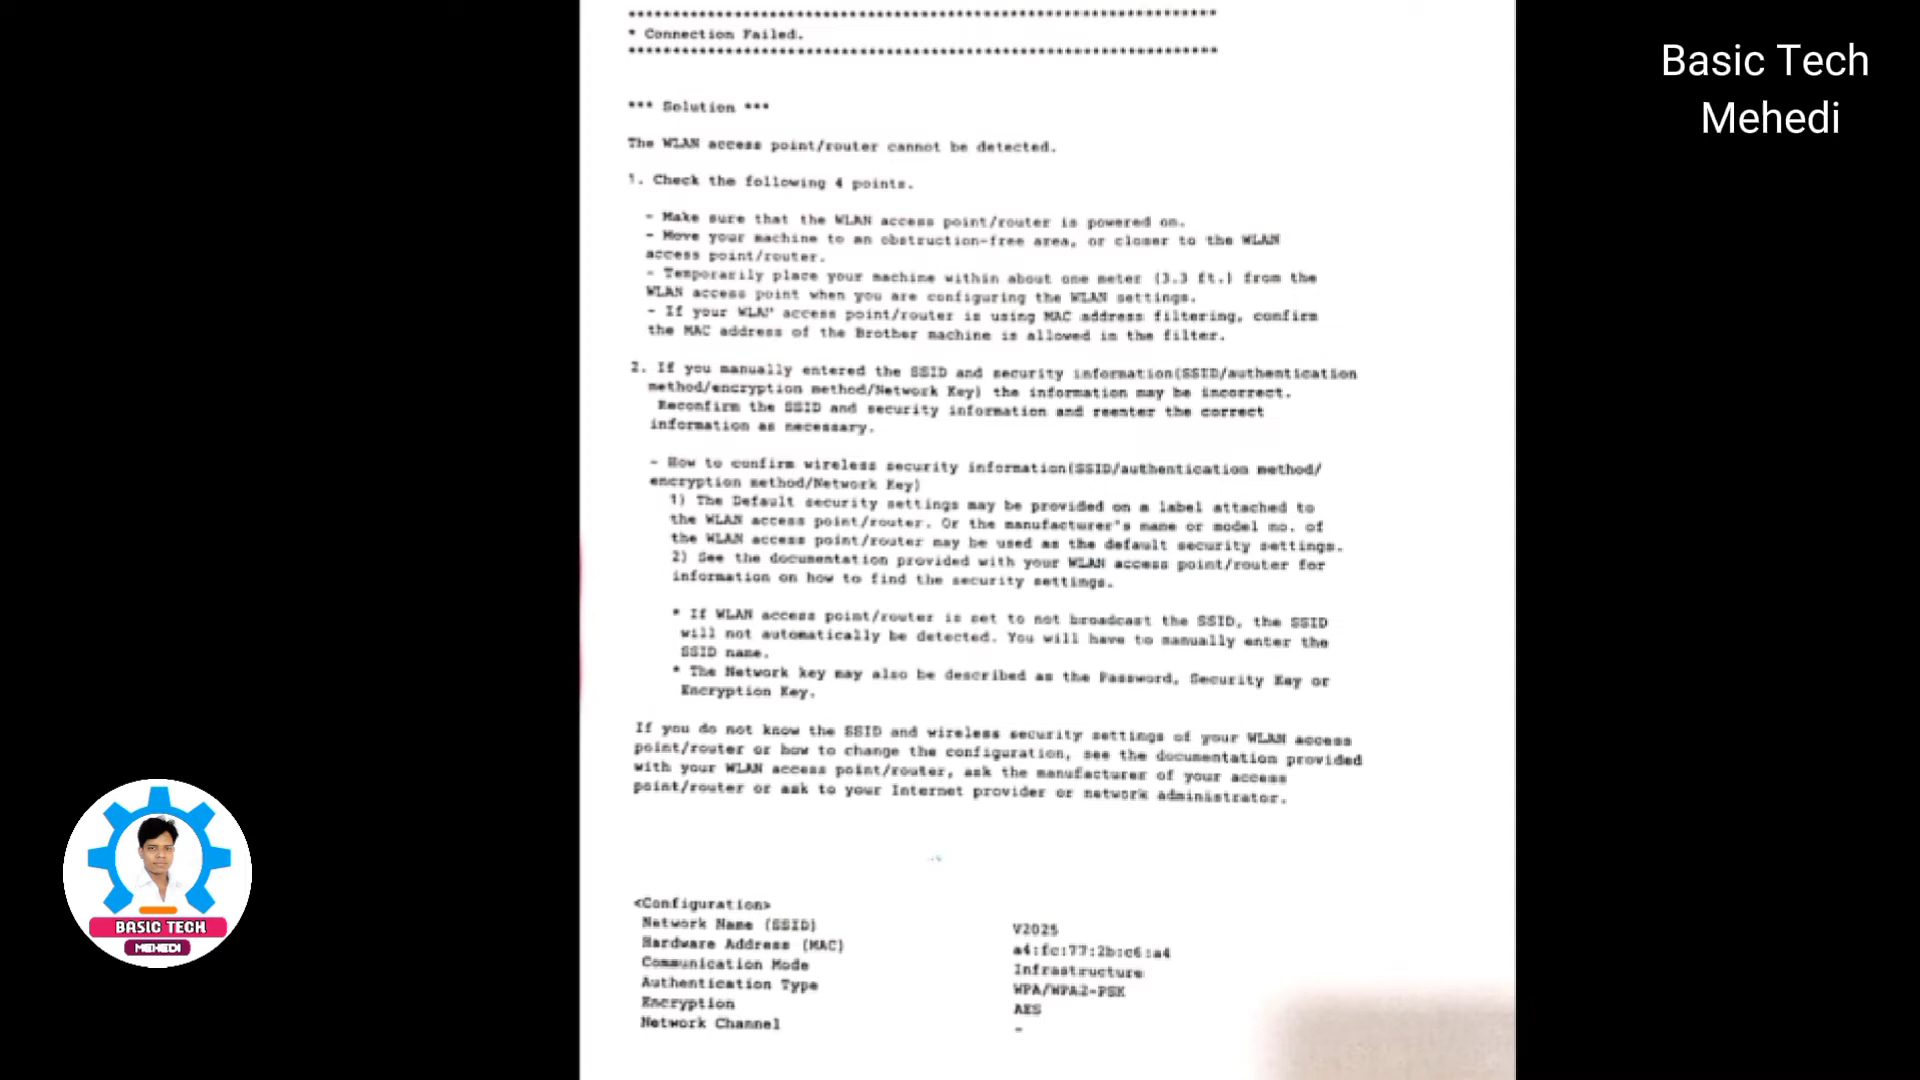 ****************************************************************
* Connection Failed.
****************************************************************
*** Solution ***
The WLAN access point/router cannot be detected.
1. Check the following 4 points.
- Make sure that the WLAN access point/router is powered on.
- Move your machine to an obstruction-free area, or closer to the WLAN
access point/router.
- Temporarily place your machine within about one meter (3.3 ft.) from the
WLAN access point when you are configuring the WLAN settings.
- If your WLAN access point/router is using MAC address filtering, confirm
the MAC address of the Brother machine is allowed in the filter.
2. If you manually entered the SSID and security information(SSID/authentication
method/encryption method/Network Key) the information may be incorrect.
Reconfirm the SSID and security information and reenter the correct
information as necessary.
- How to confirm wireless security information(SSID/authentication method/
encryption method/Network Key)
1) The Default security settings may be provided on a label attached to
the WLAN access point/router. Or the manufacturer's name or model no. of
the WLAN access point/router may be used as the default security settings.
2) See the documentation provided with your WLAN access point/router for
information on how to find the security settings.
* If WLAN access point/router is set to not broadcast the SSID, the SSID
will not automatically be detected. You will have to manually enter the
SSID name.
* The Network key may also be described as the Password, Security Key or
Encryption Key.
If you do not know the SSID and wireless security settings of your WLAN access
point/router or how to change the configuration, see the documentation provided
with your WLAN access point/router, ask the manufacturer of your access
point/router or ask to your Internet provider or network administrator.
<Configuration>
Network Name (SSID) V2025
Hardware Address (MAC) a4:fc:77:2b:c6:a4
Communication Mode Infrastructure
Authentication Type WPA/WPA2-PSK
Encryption AES
Network Channel -
Basic Tech
Mehedi
BASIC TECH
MEHEDI